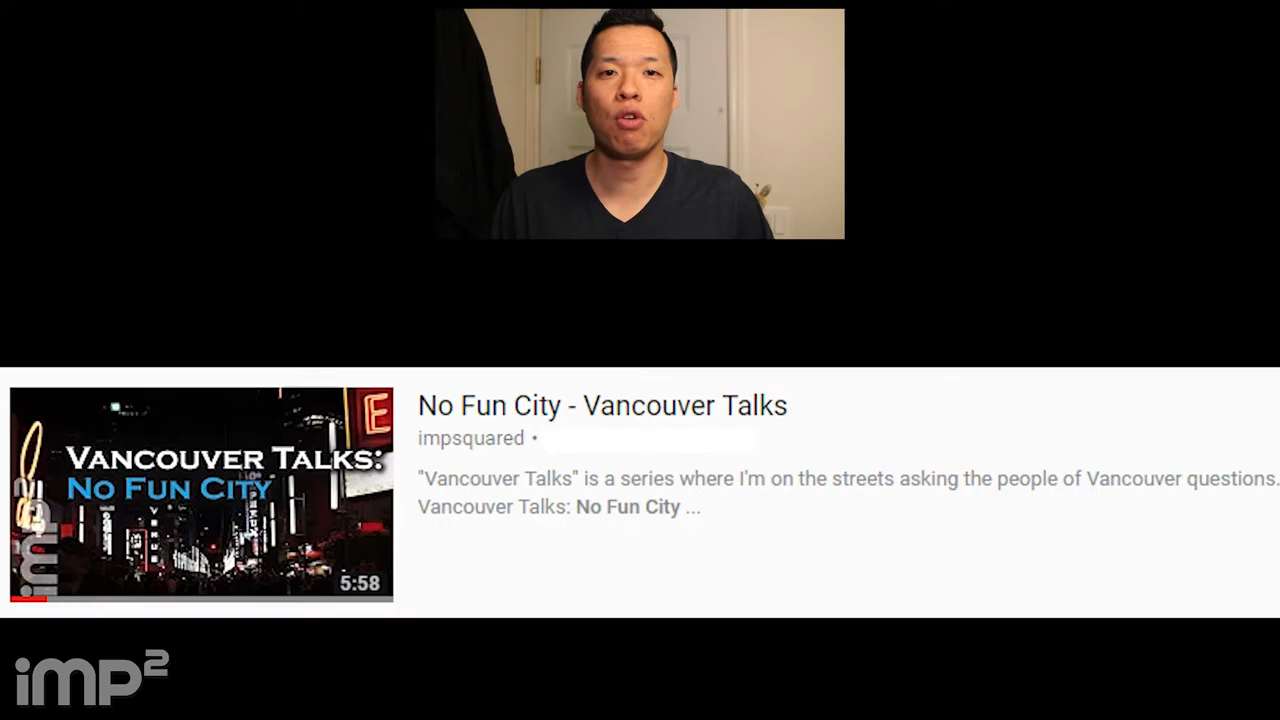 VANCOUVER TALKS:
NO FUN CITY
E
imp²
5:58
No Fun City - Vancouver Talks
impsquared •
"Vancouver Talks" is a series where I'm on the streets asking the people of Vancouver questions.
Vancouver Talks: No Fun City ...
imp²